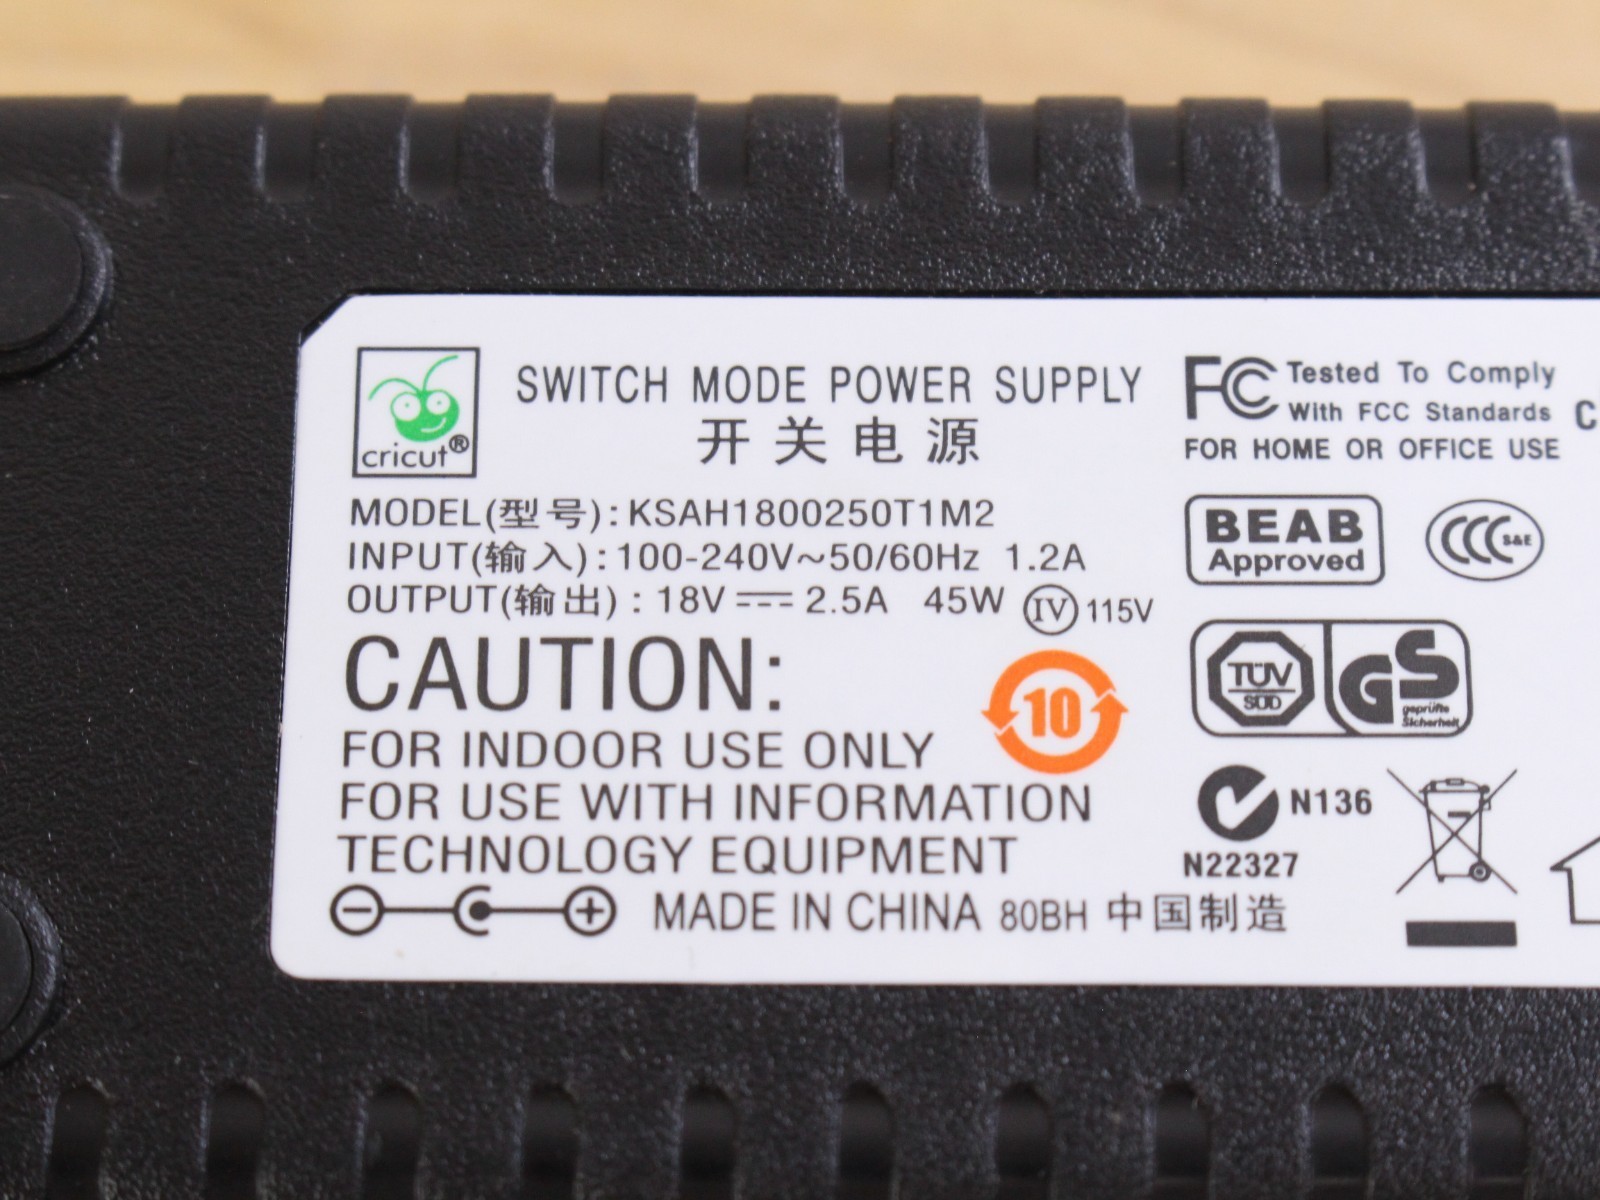 cricut®
SWITCH MODE POWER SUPPLY
开关电源
MODEL(型号):KSAH1800250T1M2
INPUT(输入):100-240V~50/60Hz 1.2A
OUTPUT(输出):18V⎓2.5A 45W IV 115V
CAUTION:
FOR INDOOR USE ONLY
FOR USE WITH INFORMATION
TECHNOLOGY EQUIPMENT
MADE IN CHINA 80BH 中国制造
10
FC Tested To Comply
With FCC Standards
FOR HOME OR OFFICE USE
C
BEAB
Approved
CCC S&E
TÜV
SÜD
GS
geprüfte
Sicherheit
N136
N22327